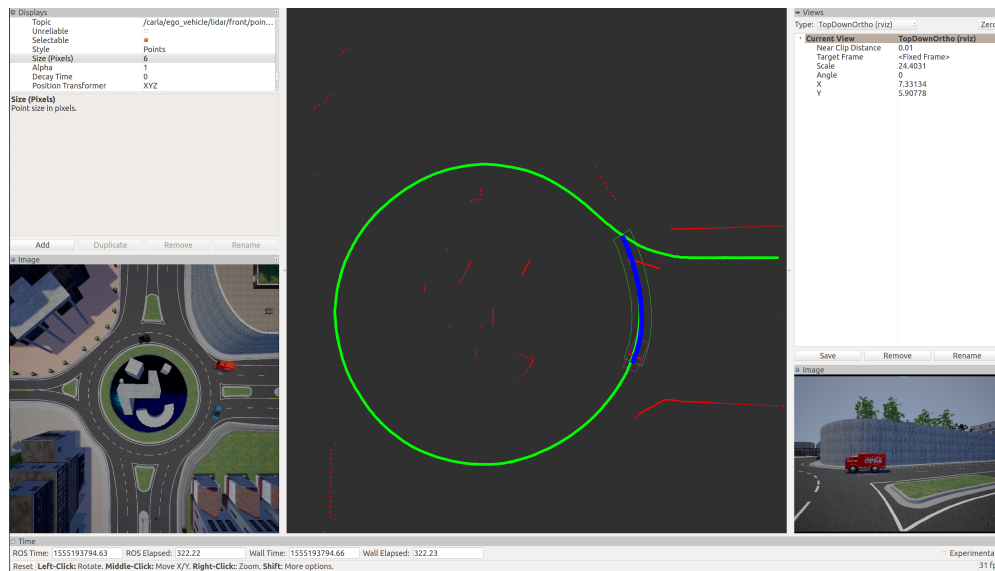 Displays
Topic /carla/ego_vehicle/lidar/front/poin...
Unreliable
Selectable
Style Points
Size (Pixels) 6
Alpha 1
Decay Time 0
Position Transformer XYZ
Size (Pixels)
Point size in pixels.
Add Duplicate Remove Rename
Image
Views
Type: TopDownOrtho (rviz) Zero
Current View TopDownOrtho (rviz)
Near Clip Distance 0.01
Target Frame <Fixed Frame>
Scale 24.4031
Angle 0
X 7.33134
Y 5.90778
Save Remove Rename
Image
Coca-Cola
Time
ROS Time: 1555193794.63 ROS Elapsed: 322.22 Wall Time: 1555193794.66 Wall Elapsed: 322.23 Experimenta
Reset Left-Click: Rotate. Middle-Click: Move X/Y. Right-Click:: Zoom. Shift: More options. 31 fp